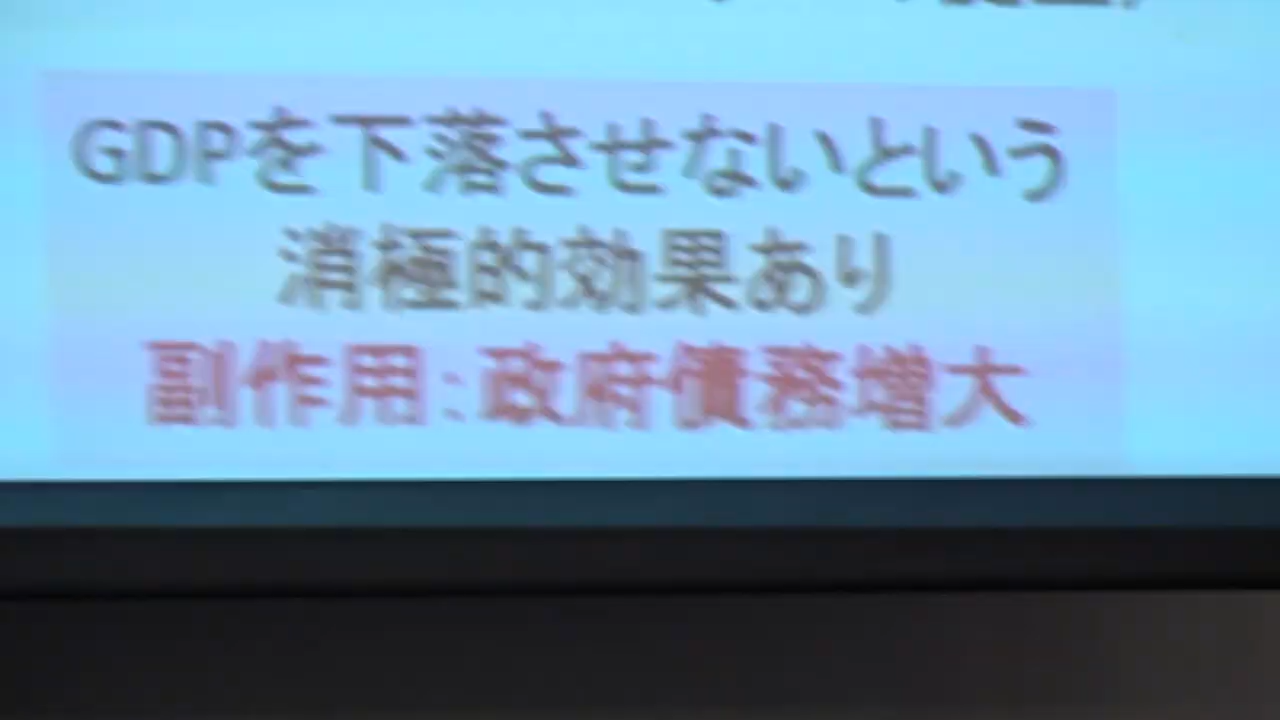 GDPを下落させないという
消極的効果あり
副作用：政府債務増大